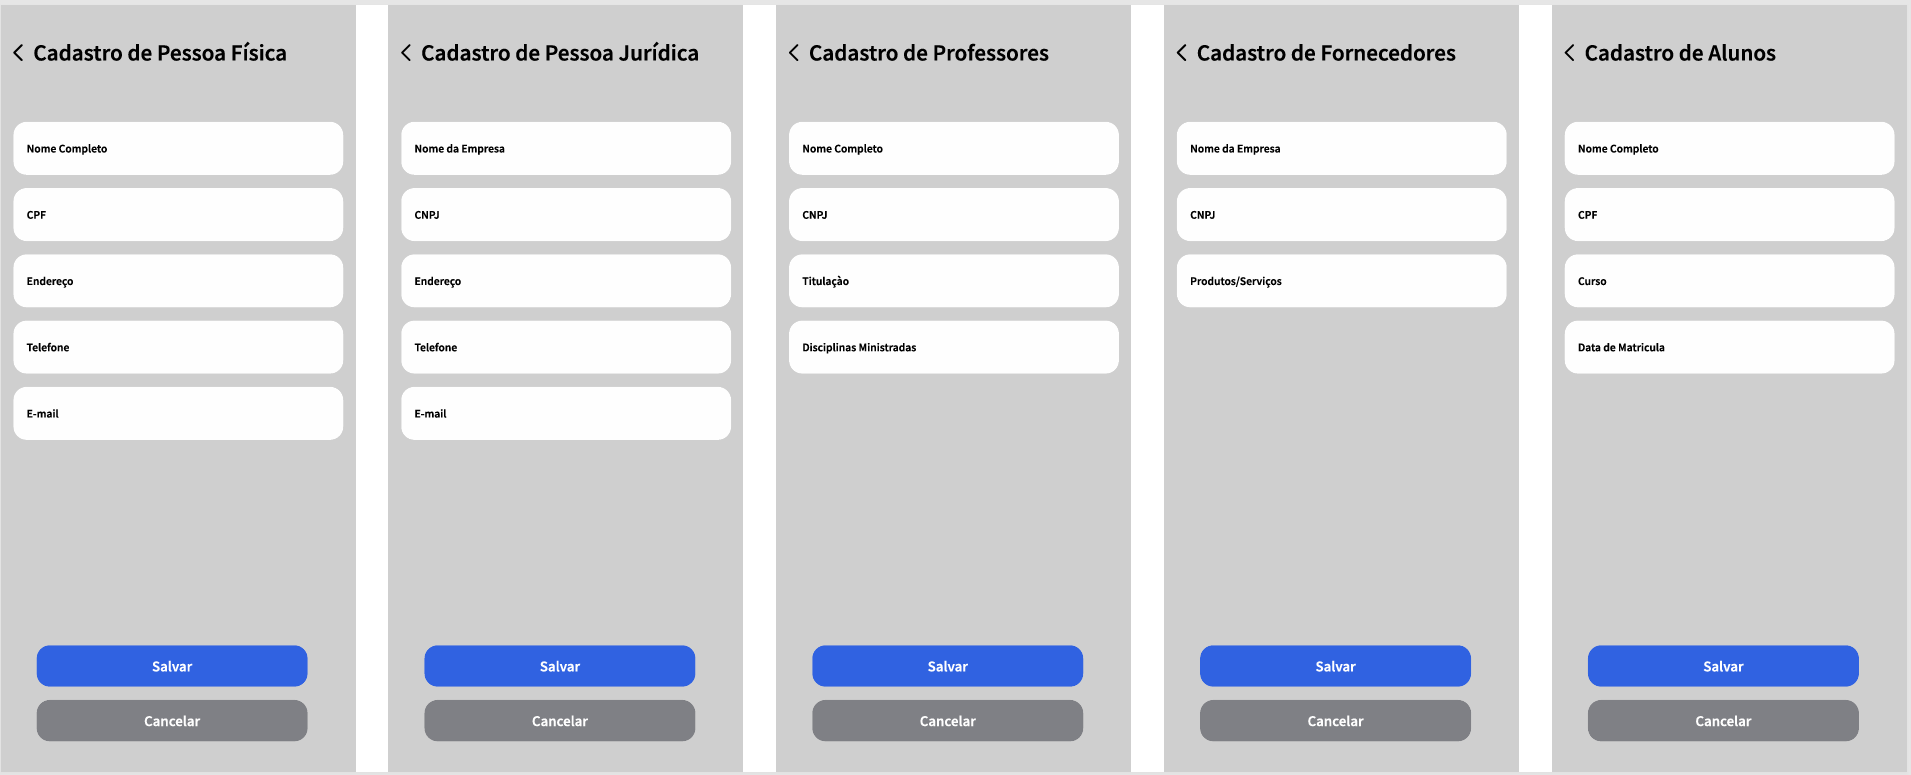 Cadastro de Pessoa Física
Nome Completo
CPF
Endereço
Telefone
E-mail
Salvar
Cancelar
Cadastro de Pessoa Jurídica
Nome da Empresa
CNPJ
Endereço
Telefone
E-mail
Salvar
Cancelar
Cadastro de Professores
Nome Completo
CNPJ
Titulaçào
Disciplinas Ministradas
Salvar
Cancelar
Cadastro de Fornecedores
Nome da Empresa
CNPJ
Produtos/Serviços
Salvar
Cancelar
Cadastro de Alunos
Nome Completo
CPF
Curso
Data de Matricula
Salvar
Cancelar